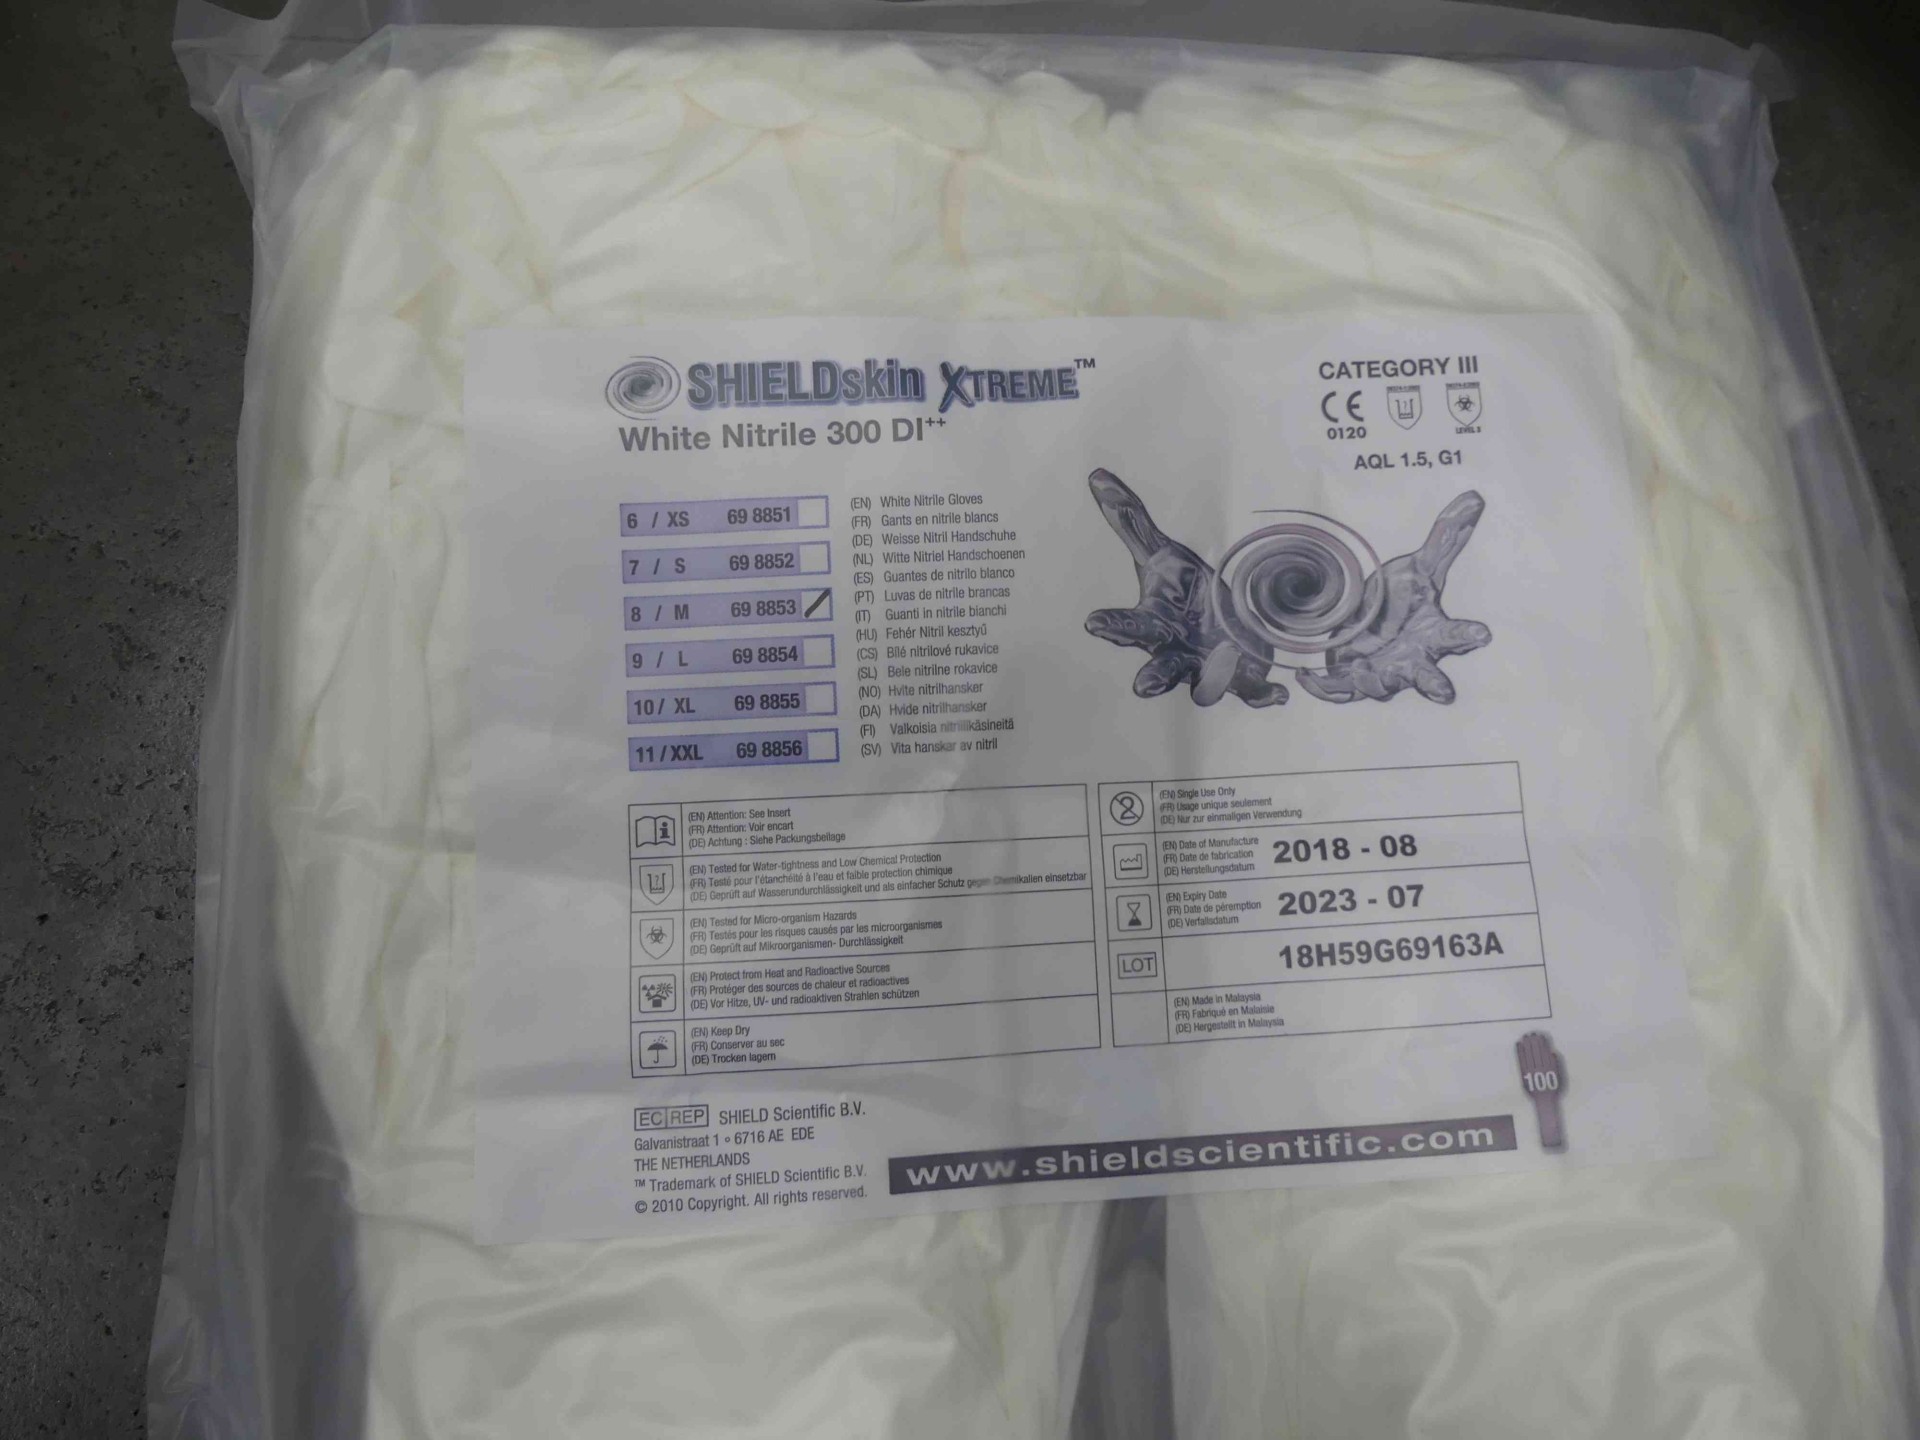 SHIELDskin XTREME™
White Nitrile 300 DI++
CATEGORY III
CE
0120
LEVEL 2
AQL 1.5, G1
6 / XS 69 8851
7 / S 69 8852
8 / M 69 8853
9 / L 69 8854
10 / XL 69 8855
11 / XXL 69 8856
(EN) White Nitrile Gloves
(FR) Gants en nitrile blancs
(DE) Weisse Nitril Handschuhe
(NL) Witte Nitriel Handschoenen
(ES) Guantes de nitrilo blanco
(PT) Luvas de nitrile brancas
(IT) Guanti in nitrile bianchi
(HU) Fehér Nitril kesztyű
(CS) Bílé nitrilové rukavice
(SL) Bele nitrilne rokavice
(NO) Hvite nitrilhansker
(DA) Hvide nitrilhansker
(FI) Valkoisia nitriilikäsineitä
(SV) Vita hanskar av nitril
(EN) Attention: See Insert
(FR) Attention: Voir encart
(DE) Achtung : Siehe Packungsbeilage
(EN) Tested for Water-tightness and Low Chemical Protection
(FR) Testé pour l'étanchéité à l'eau et faible protection chimique
(DE) Geprüft auf Wasserundurchlässigkeit und als einfacher Schutz gegen Chemikalien einsetzbar
(EN) Tested for Micro-organism Hazards
(FR) Testés pour les risques causés par les microorganismes
(DE) Geprüft auf Mikroorganismen- Durchlässigkeit
(EN) Protect from Heat and Radioactive Sources
(FR) Protéger des sources de chaleur et radioactives
(DE) Vor Hitze, UV- und radioaktiven Strahlen schützen
(EN) Keep Dry
(FR) Conserver au sec
(DE) Trocken lagern
2
(EN) Single Use Only
(FR) Usage unique seulement
(DE) Nur zur einmaligen Verwendung
(EN) Date of Manufacture
(FR) Date de fabrication
(DE) Herstellungsdatum
2018 - 08
(EN) Expiry Date
(FR) Date de péremption
(DE) Verfallsdatum
2023 - 07
LOT 18H59G69163A
(EN) Made in Malaysia
(FR) Fabriqué en Malaisie
(DE) Hergestellt in Malaysia
100
EC REP SHIELD Scientific B.V.
Galvanistraat 1 ∘ 6716 AE EDE
THE NETHERLANDS
™ Trademark of SHIELD Scientific B.V.
© 2010 Copyright. All rights reserved.
www.shieldscientific.com